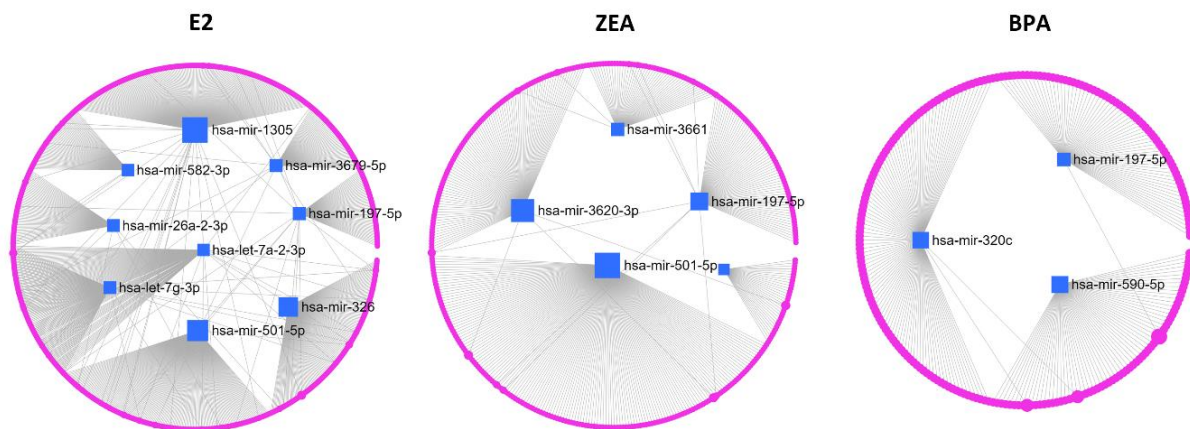 E2
ZEA
BPA
hsa-mir-1305
hsa-mir-582-3p
hsa-mir-3679-5p
hsa-mir-26a-2-3p
hsa-mir-197-5p
hsa-let-7a-2-3p
hsa-let-7g-3p
hsa-mir-326
hsa-mir-501-5p
hsa-mir-3661
hsa-mir-3620-3p
hsa-mir-197-5p
hsa-mir-501-5p
hsa-mir-197-5p
hsa-mir-320c
hsa-mir-590-5p